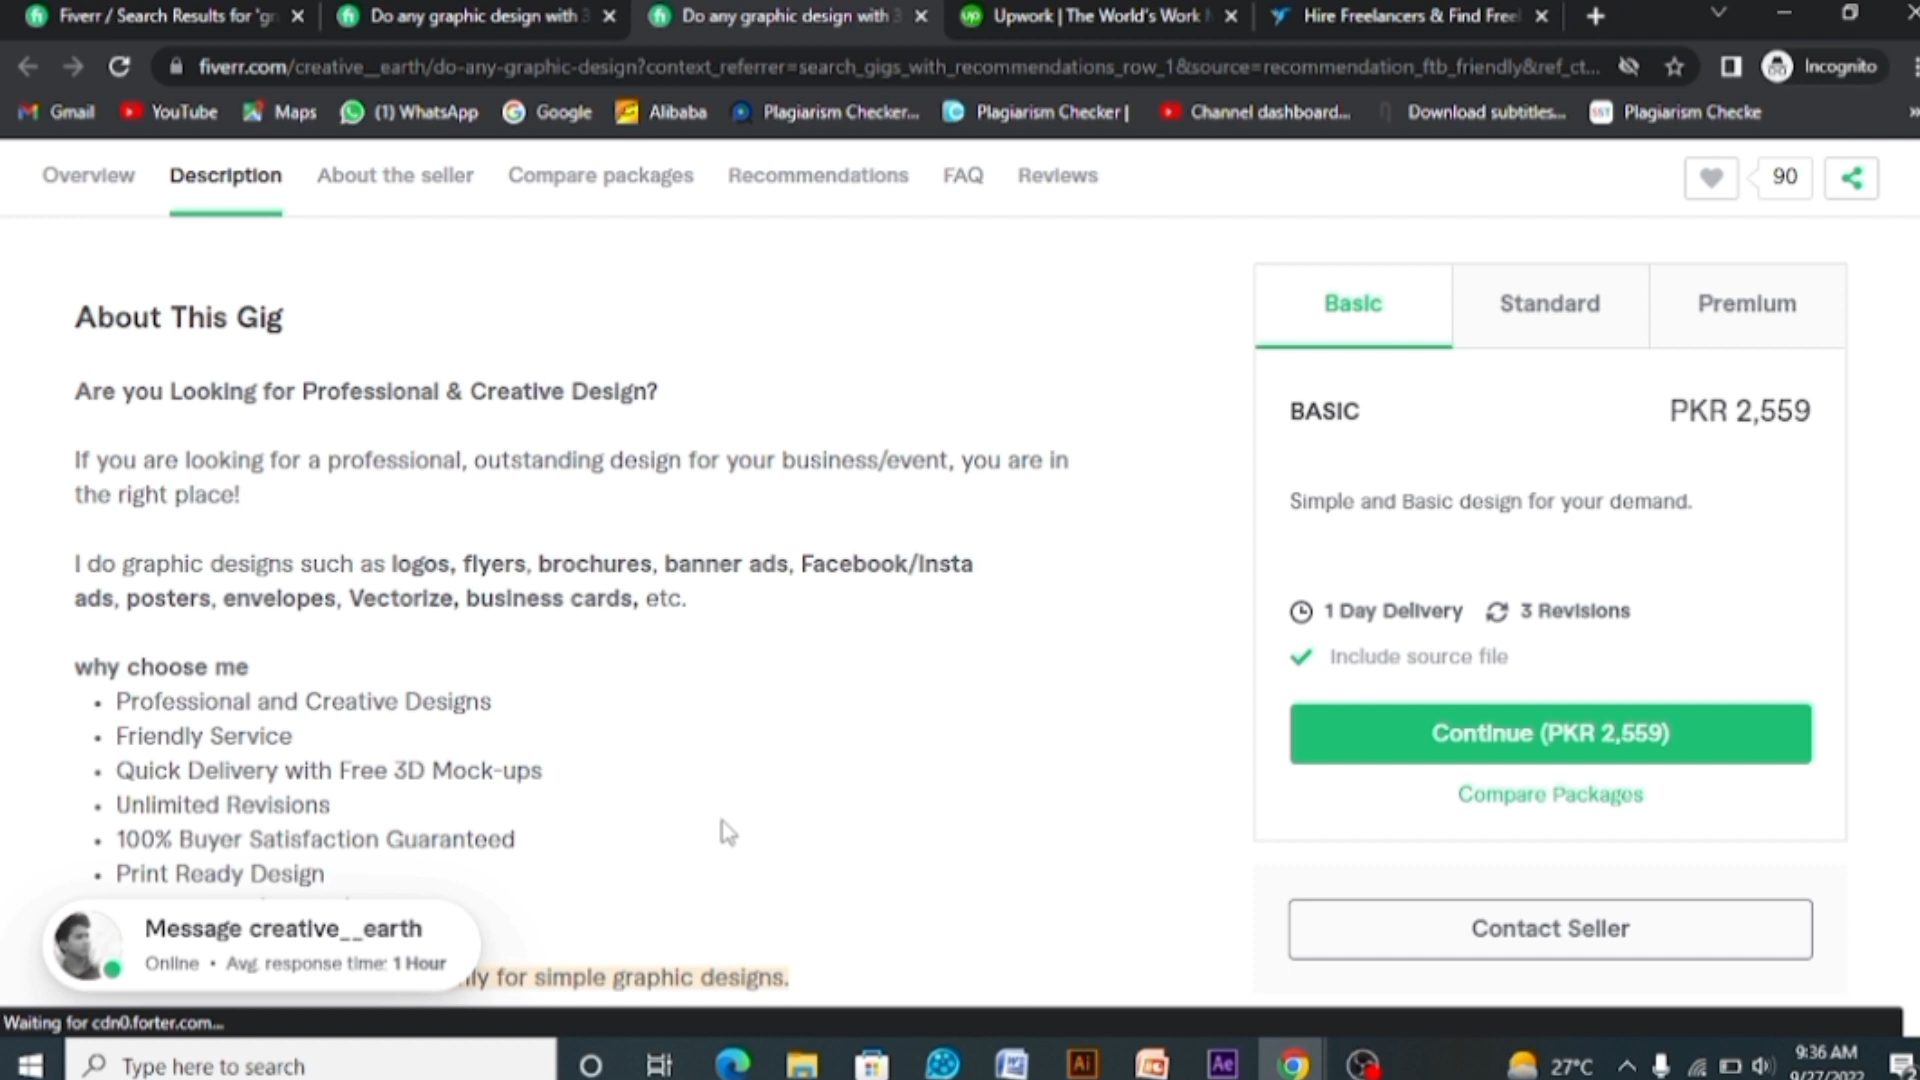 Fiverr / Search Results for 'gr
Do any graphic design with 3
Do any graphic design with 3
Upwork | The World's Work
Hire Freelancers & Find Free
fiverr.com/creative__earth/do-any-graphic-design?context_referrer=search_gigs_with_recommendations_row_1&source=recommendation_ftb_friendly&ref_ct...
Incognito
Gmail
YouTube
Maps
(1) WhatsApp
Google
Alibaba
Plagiarism Checker...
Plagiarism Checker |
Channel dashboard...
Download subtitles...
SST
Plagiarism Checke
Overview
Description
About the seller
Compare packages
Recommendations
FAQ
Reviews
90
About This Gig
Are you Looking for Professional & Creative Design?
If you are looking for a professional, outstanding design for your business/event, you are in
the right place!
I do graphic designs such as logos, flyers, brochures, banner ads, Facebook/Insta
ads, posters, envelopes, Vectorize, business cards, etc.
why choose me
• Professional and Creative Designs
• Friendly Service
• Quick Delivery with Free 3D Mock-ups
• Unlimited Revisions
• 100% Buyer Satisfaction Guaranteed
• Print Ready Design
Message creative__earth
Online • Avg. response time: 1 Hour
for simple graphic designs.
Basic
Standard
Premium
BASIC
PKR 2,559
Simple and Basic design for your demand.
1 Day Delivery
3 Revisions
Include source file
Continue (PKR 2,559)
Compare Packages
Contact Seller
Waiting for cdn0.forter.com...
Type here to search
Ai
Ae
27°C
9:36 AM
9/27/2022